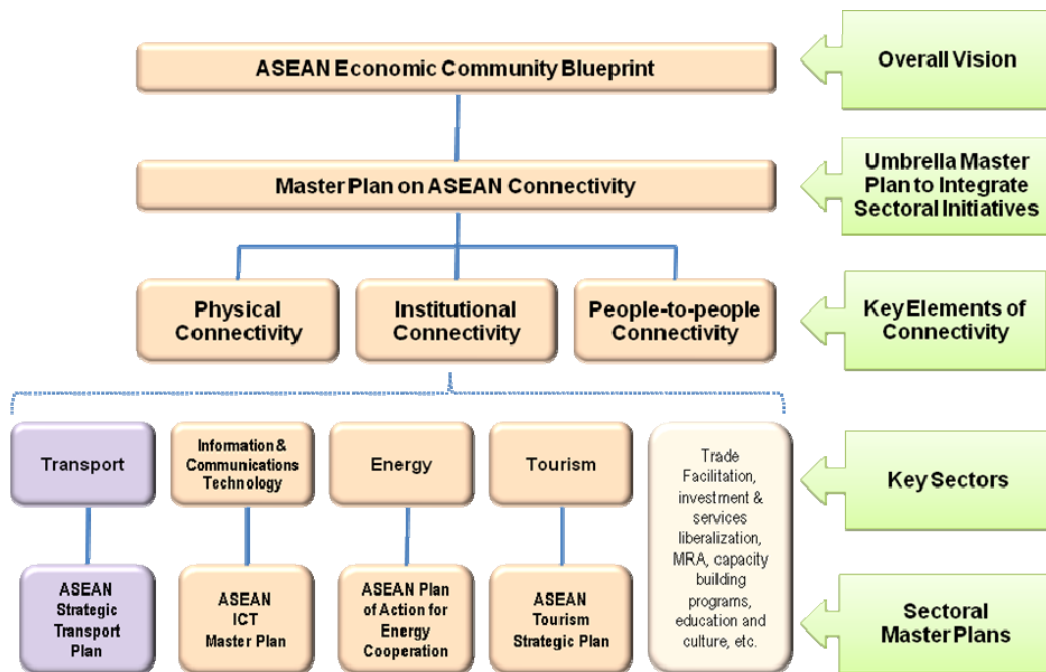 ASEAN Economic Community Blueprint
Overall Vision
Master Plan on ASEAN Connectivity
Umbrella Master
Plan to Integrate
Sectoral Initiatives
Physical
Connectivity
Institutional
Connectivity
People-to-people
Connectivity
Key Elements of
Connectivity
Transport
Information &
Communications
Technology
Energy
Tourism
Trade
Facilitation,
investment &
services
liberalization,
MRA, capacity
building
programs,
education and
culture, etc.
Key Sectors
ASEAN
Strategic
Transport
Plan
ASEAN
ICT
Master Plan
ASEAN Plan
of Action for
Energy
Cooperation
ASEAN
Tourism
Strategic Plan
Sectoral
Master Plans